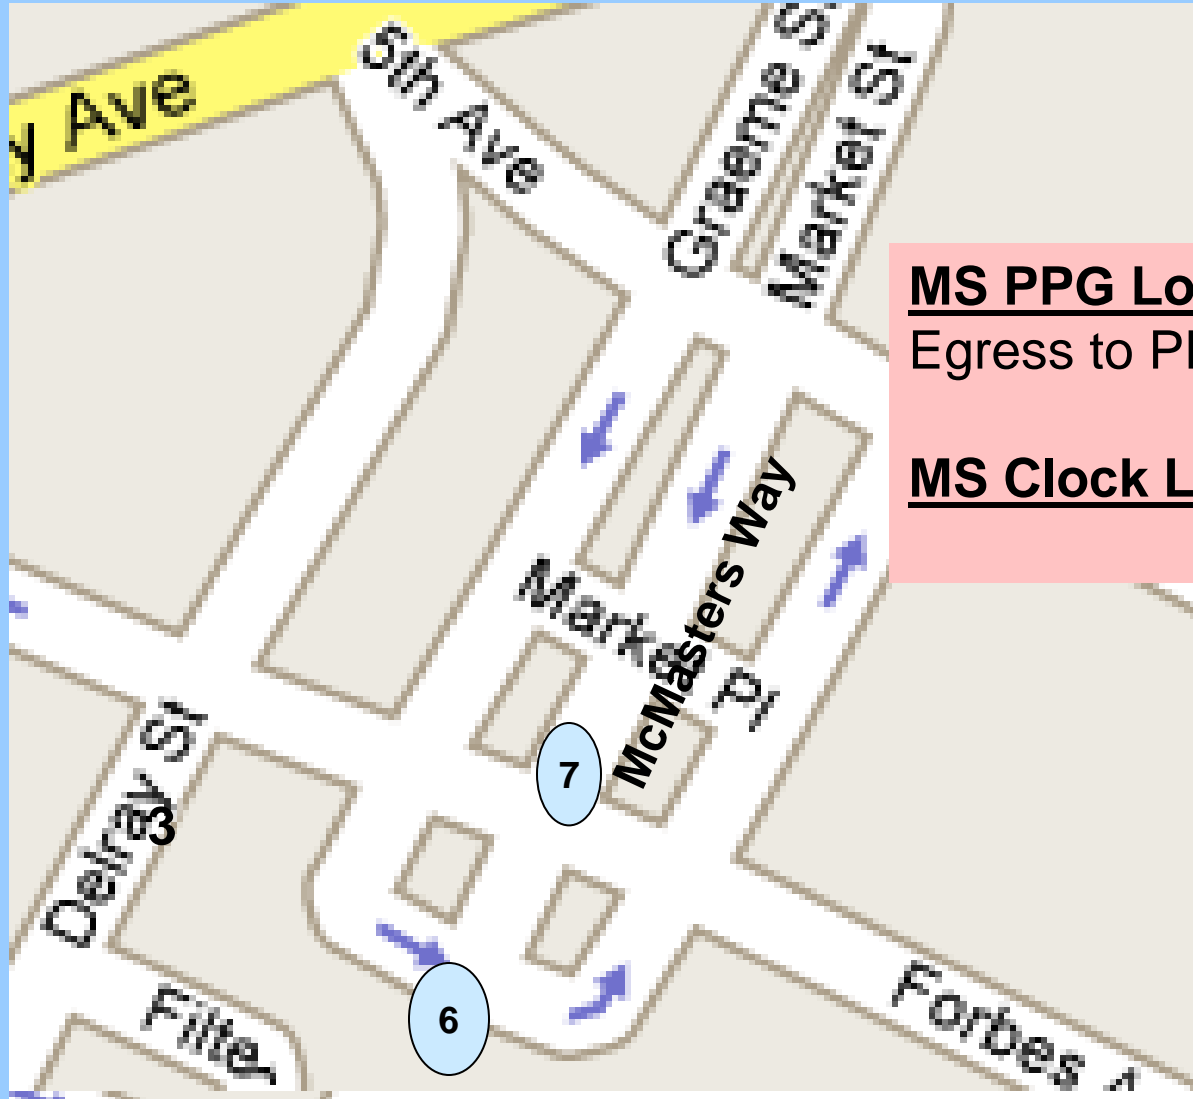 y Ave
5th Ave
Graeme S
Market St
MS PPG Lo
Egress to Pl
MS Clock L
McMasters Way
Market Pl
7
Delray St
3
6
Filter
Forbes A